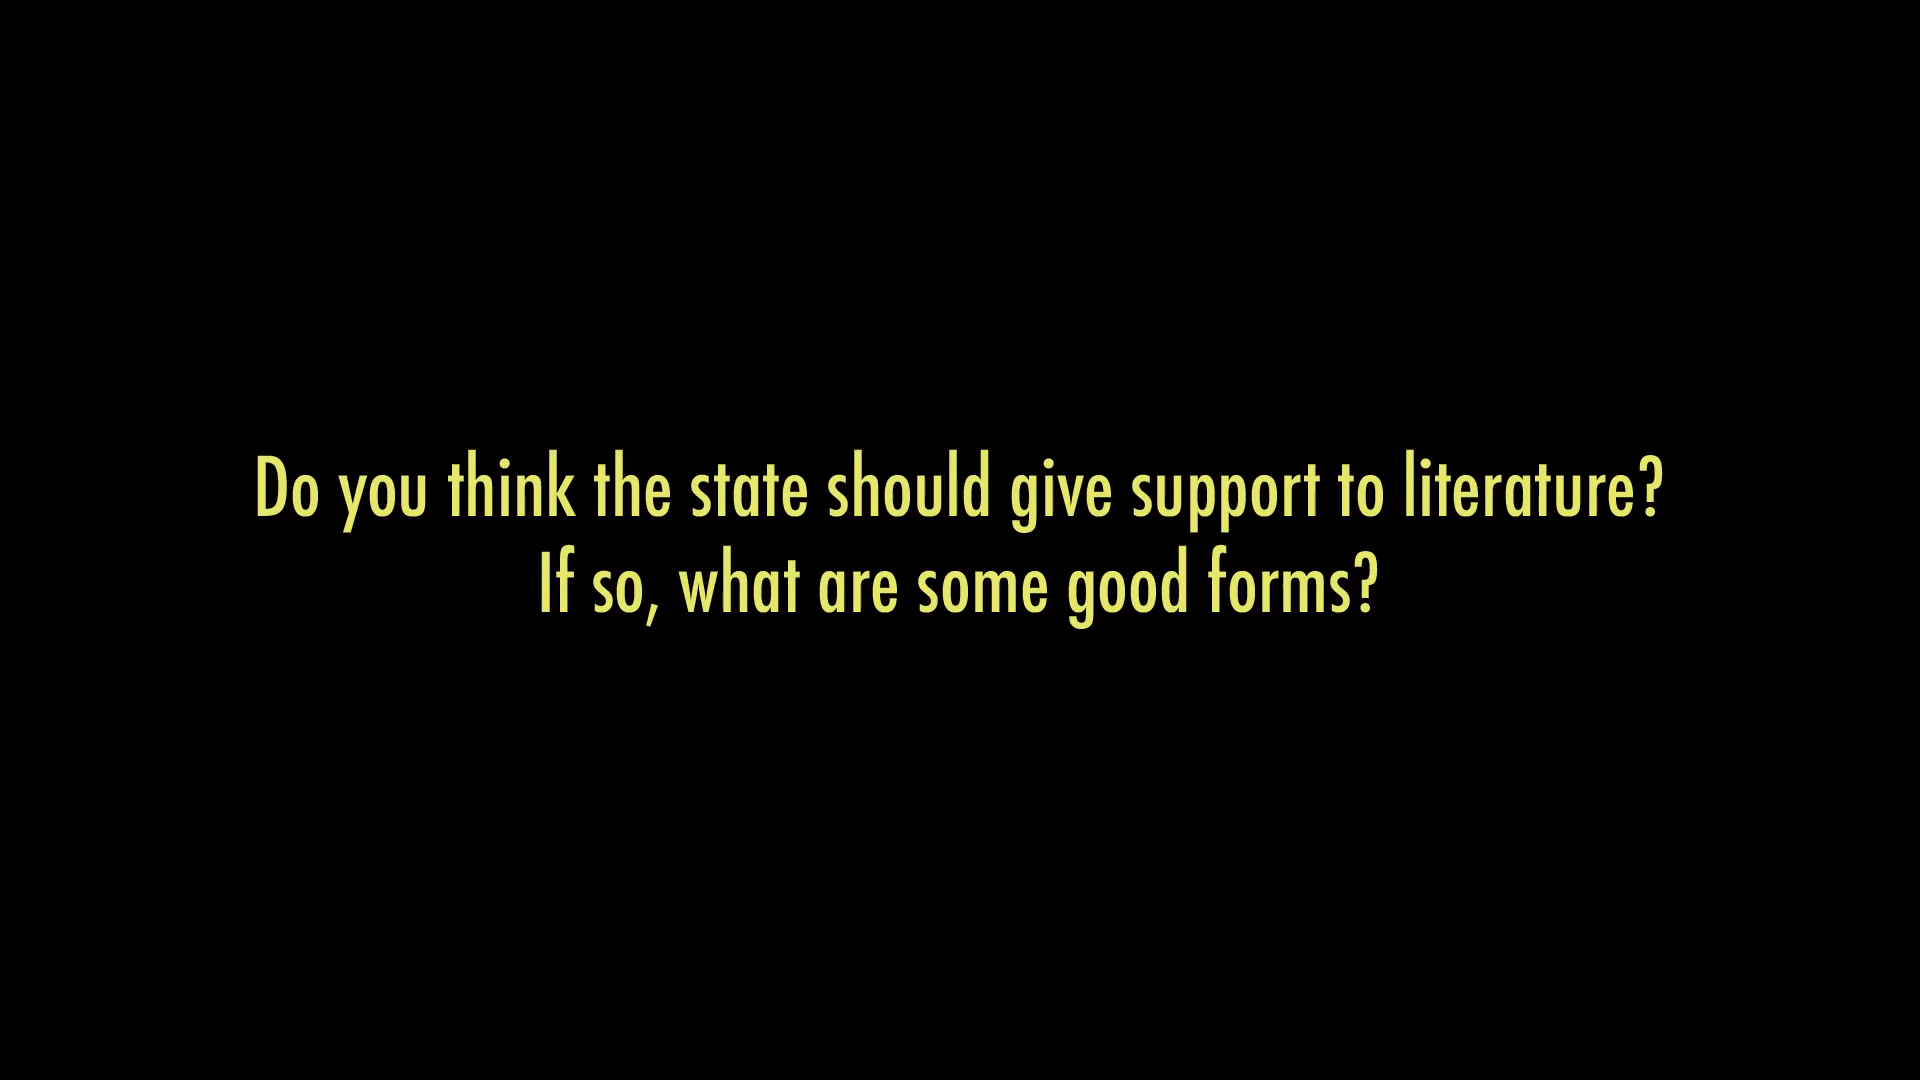 Do you think the state should give support to literature?
If so, what are some good forms?